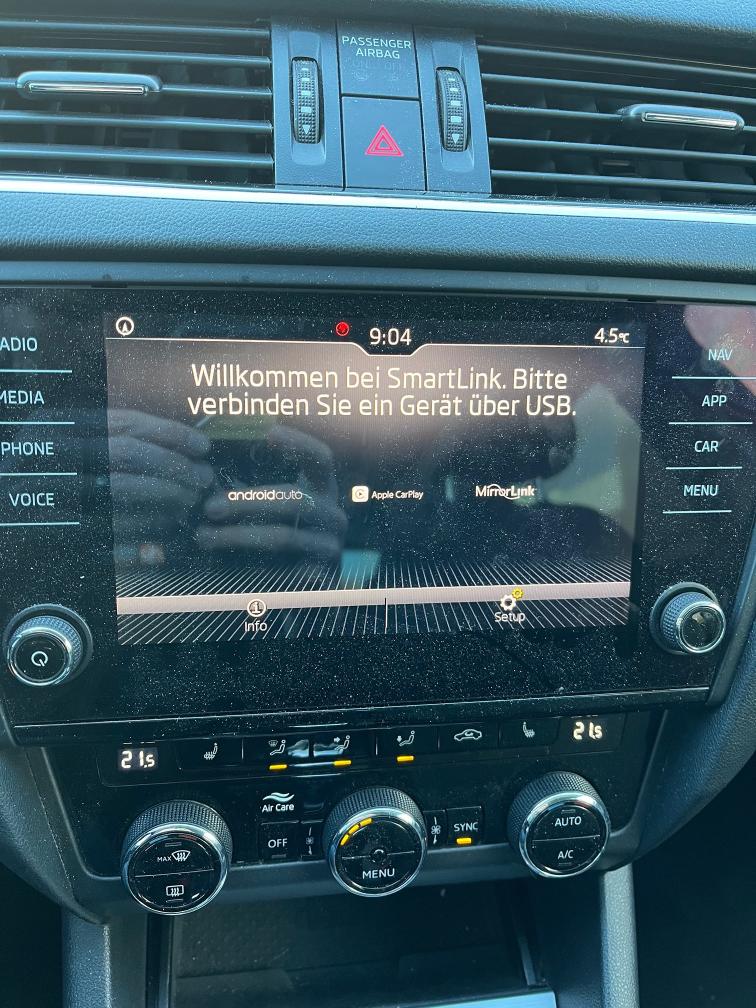 PASSENGER
AIRBAG
9:04
4.5°C
RADIO
MEDIA
PHONE
VOICE
NAV
APP
CAR
MENU
Willkommen bei SmartLink. Bitte
verbinden Sie ein Gerät über USB.
androidauto
Apple CarPlay
MirrorLink
Info
Setup
21.5
21.5
Air Care
OFF
SYNC
MAX
MENU
AUTO
A/C